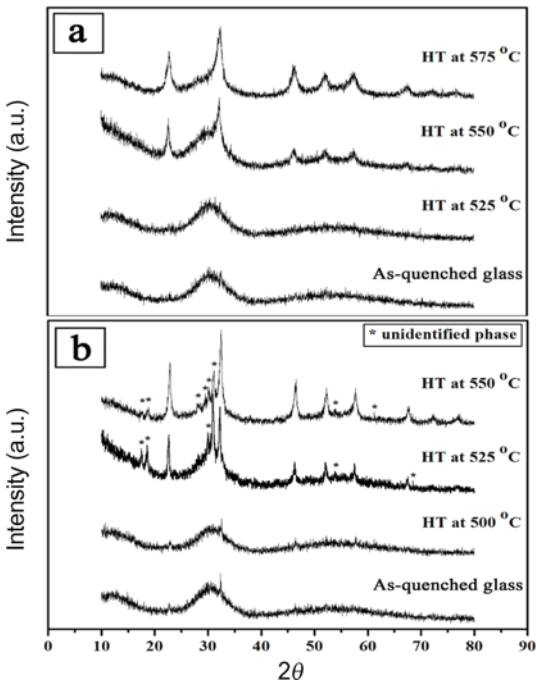 a
HT at 575 °C
HT at 550 °C
HT at 525 °C
As-quenched glass
Intensity (a.u.)
b
* unidentified phase
* * * * * * * *
HT at 550 °C
* * * * *
HT at 525 °C
HT at 500 °C
As-quenched glass
Intensity (a.u.)
0 10 20 30 40 50 60 70 80 90
2θ